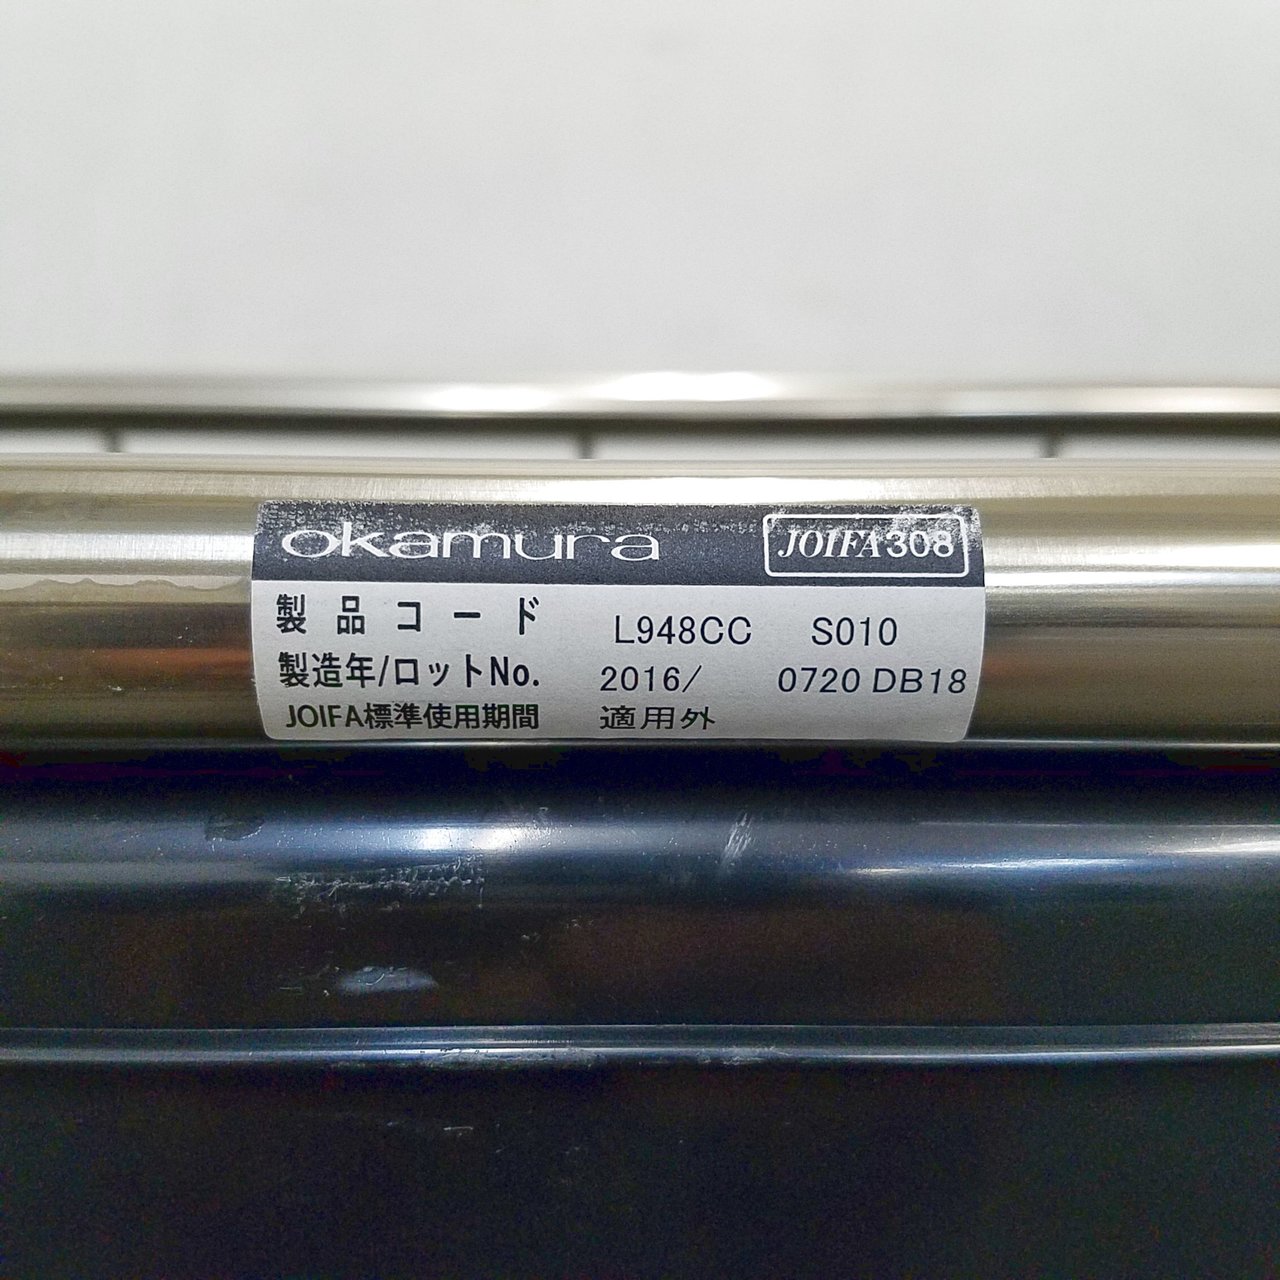 okamura JOIFA308
製品コード L948CC S010
製造年/ロットNo. 2016/ 0720 DB18
JOIFA標準使用期間 適用外